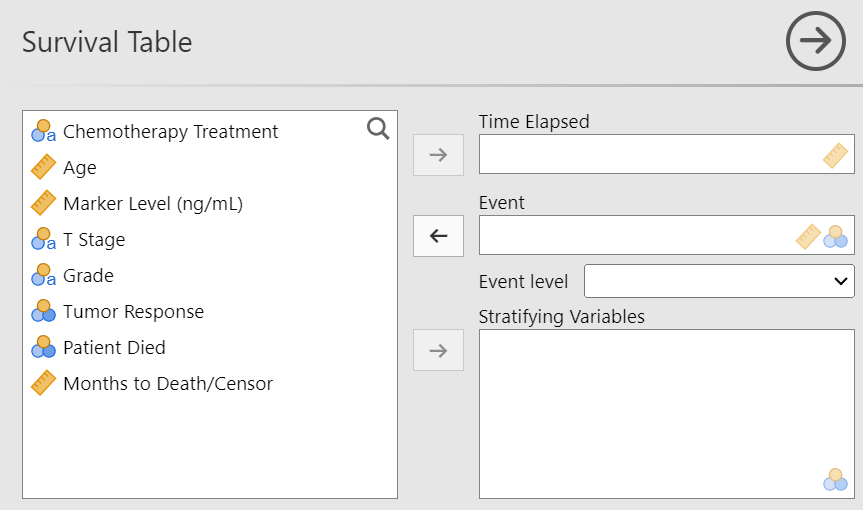 Survival Table
Chemotherapy Treatment
Age
Marker Level (ng/mL)
T Stage
Grade
Tumor Response
Patient Died
Months to Death/Censor
Time Elapsed
Event
Event level
Stratifying Variables